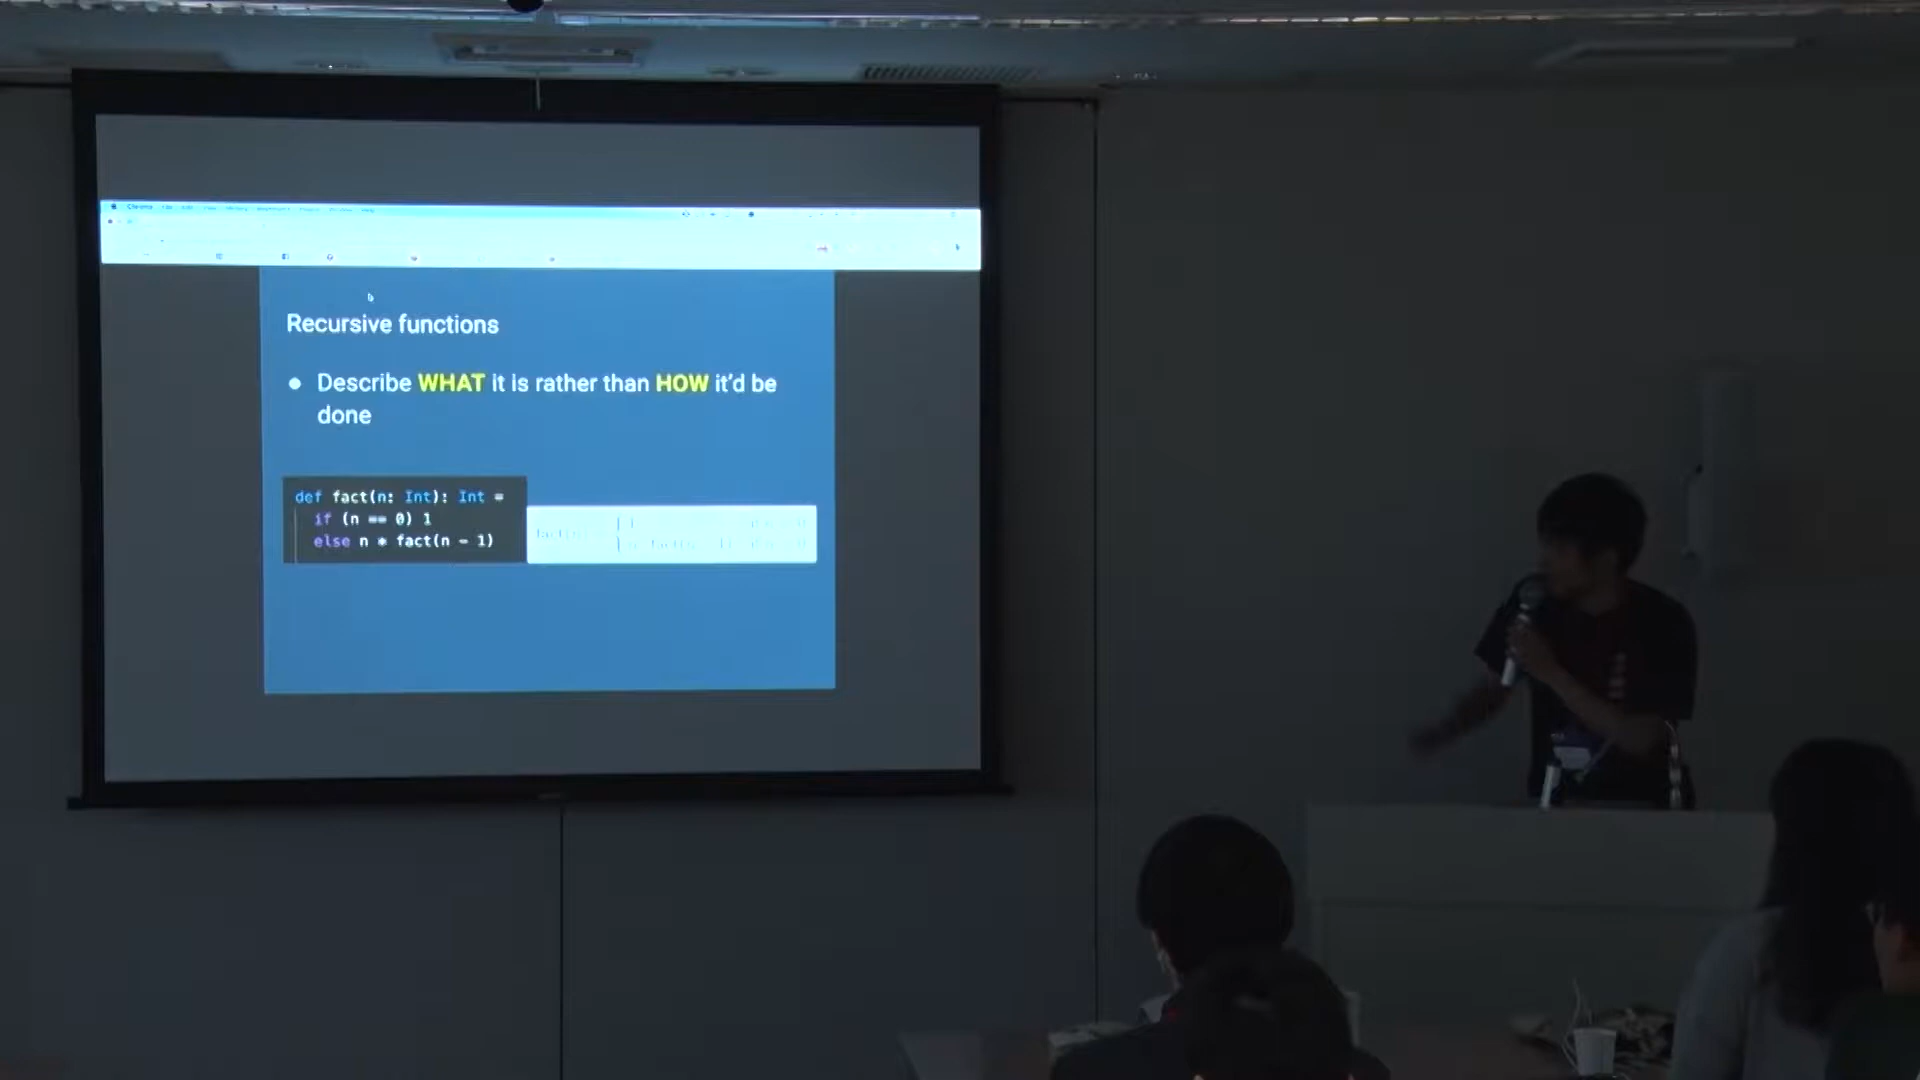 Chrome
Recursive functions
● Describe WHAT it is rather than HOW it'd be
done
def fact(n: Int): Int =
if (n == 0) 1
else n * fact(n - 1)